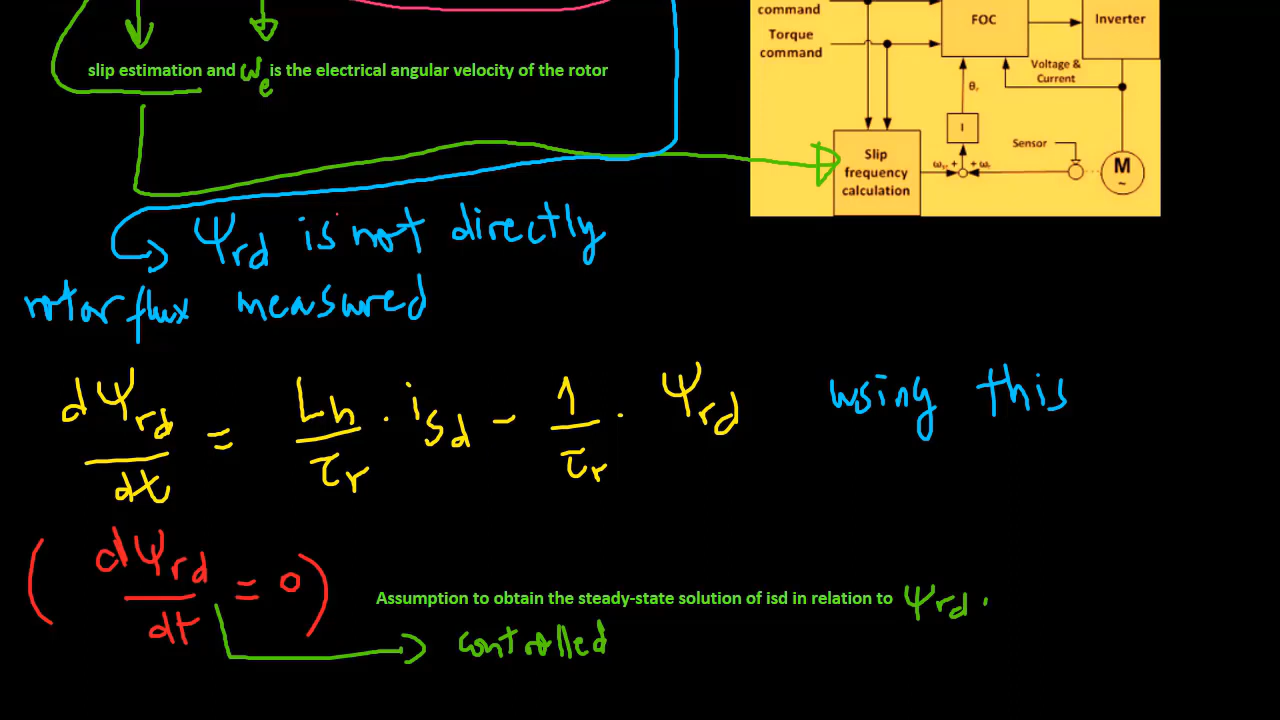 command
FOC
Inverter
Torque
command
Voltage &
Current
θr
I
Sensor
Slip
frequency
calculation
+ +
M
~
slip estimation and ωe is the electrical angular velocity of the rotor
Ψrd is not directly
rotor flux measured
dΨrd/dt = Lh/τr · isd - 1/τr · Ψrd using this
( dΨrd/dt = 0 )
Assumption to obtain the steady-state solution of isd in relation to Ψrd.
controlled